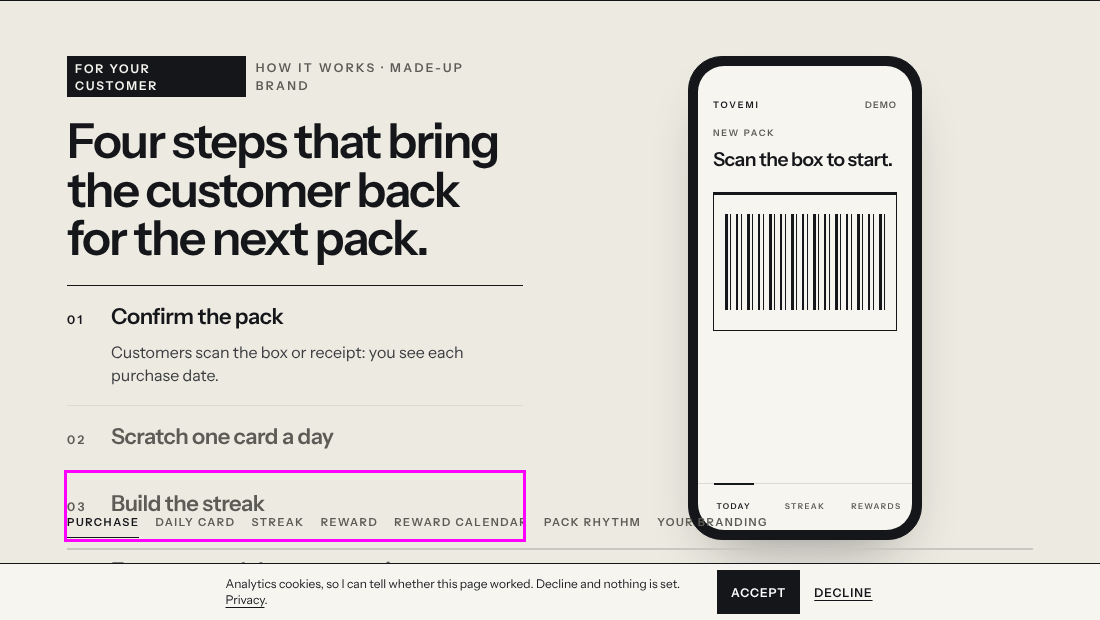 FOR YOUR
CUSTOMER
HOW IT WORKS · MADE-UP
BRAND
Four steps that bring
the customer back
for the next pack.
01
Confirm the pack
Customers scan the box or receipt: you see each
purchase date.
02
Scratch one card a day
03
Build the streak
TOVEMI
DEMO
NEW PACK
Scan the box to start.
TODAY
STREAK
REWARDS
PURCHASE
DAILY CARD
STREAK
REWARD
REWARD CALENDAR
PACK RHYTHM
YOUR BRANDING
Analytics cookies, so I can tell whether this page worked. Decline and nothing is set.
Privacy.
ACCEPT
DECLINE